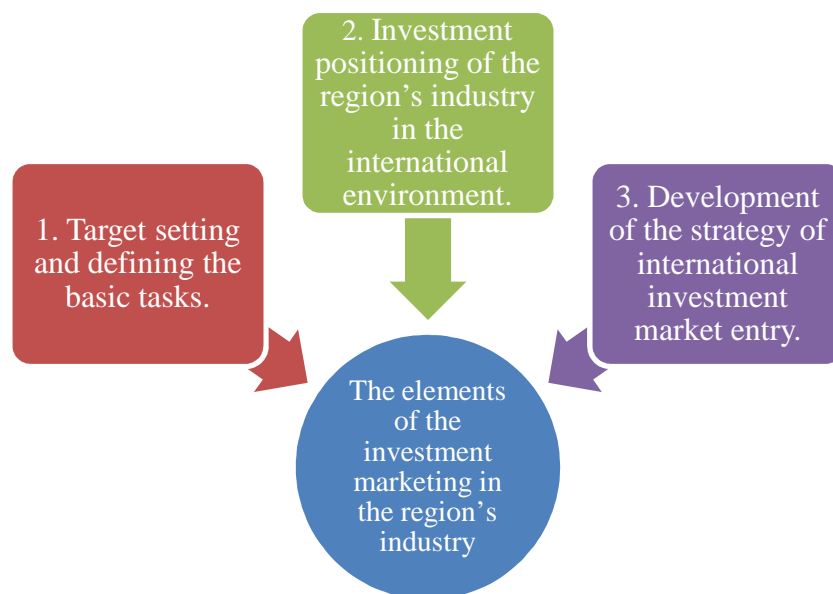 1. Target setting
and defining the
basic tasks.
2. Investment
positioning of the
region’s industry
in the
international
environment.
3. Development
of the strategy of
international
investment
market entry.
The elements
of the
investment
marketing in
the region’s
industry